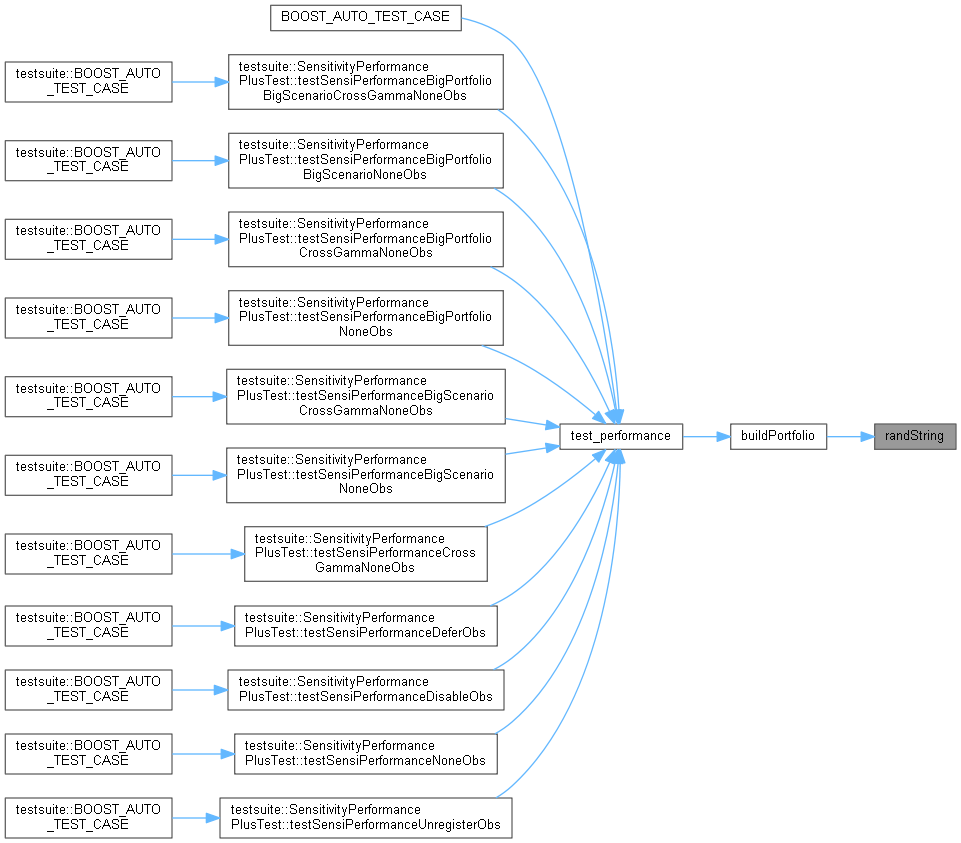 BOOST_AUTO_TEST_CASE
testsuite::BOOST_AUTO
_TEST_CASE
testsuite::SensitivityPerformance
PlusTest::testSensiPerformanceBigPortfolio
BigScenarioCrossGammaNoneObs
testsuite::BOOST_AUTO
_TEST_CASE
testsuite::SensitivityPerformance
PlusTest::testSensiPerformanceBigPortfolio
BigScenarioNoneObs
testsuite::BOOST_AUTO
_TEST_CASE
testsuite::SensitivityPerformance
PlusTest::testSensiPerformanceBigPortfolio
CrossGammaNoneObs
testsuite::BOOST_AUTO
_TEST_CASE
testsuite::SensitivityPerformance
PlusTest::testSensiPerformanceBigPortfolio
NoneObs
testsuite::BOOST_AUTO
_TEST_CASE
testsuite::SensitivityPerformance
PlusTest::testSensiPerformanceBigScenario
CrossGammaNoneObs
test_performance
buildPortfolio
randString
testsuite::BOOST_AUTO
_TEST_CASE
testsuite::SensitivityPerformance
PlusTest::testSensiPerformanceBigScenario
NoneObs
testsuite::BOOST_AUTO
_TEST_CASE
testsuite::SensitivityPerformance
PlusTest::testSensiPerformanceCross
GammaNoneObs
testsuite::BOOST_AUTO
_TEST_CASE
testsuite::SensitivityPerformance
PlusTest::testSensiPerformanceDeferObs
testsuite::BOOST_AUTO
_TEST_CASE
testsuite::SensitivityPerformance
PlusTest::testSensiPerformanceDisableObs
testsuite::BOOST_AUTO
_TEST_CASE
testsuite::SensitivityPerformance
PlusTest::testSensiPerformanceNoneObs
testsuite::BOOST_AUTO
_TEST_CASE
testsuite::SensitivityPerformance
PlusTest::testSensiPerformanceUnregisterObs